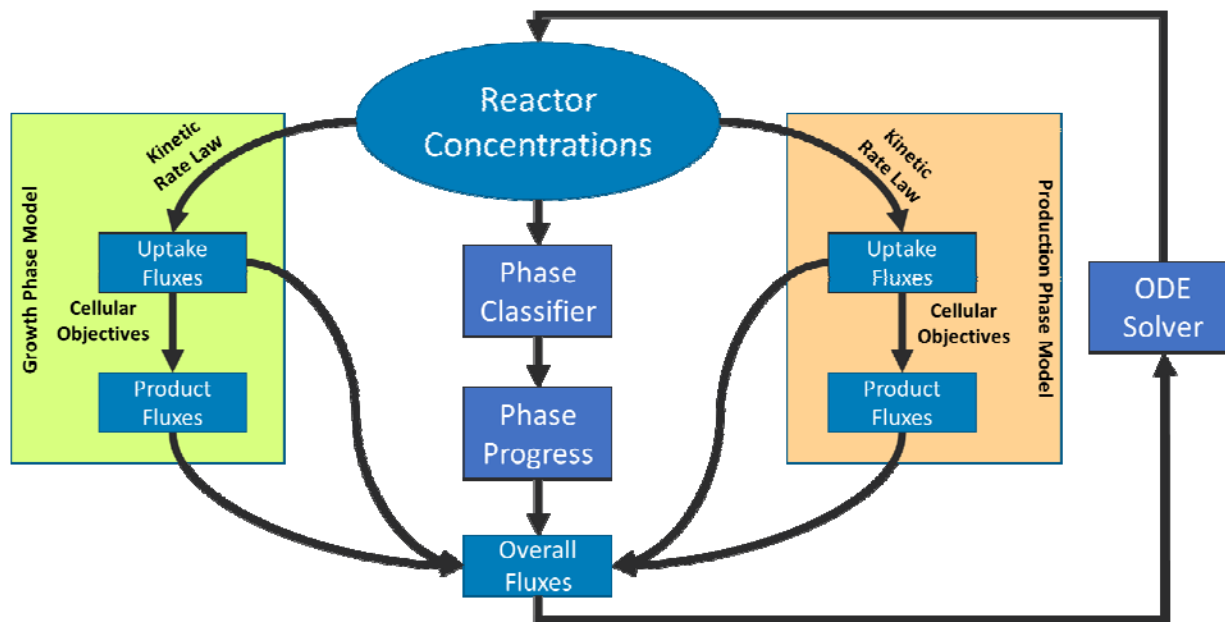 Reactor
Concentrations
Growth Phase Model
Kinetic
Rate Law
Uptake
Fluxes
Cellular
Objectives
Product
Fluxes
Phase
Classifier
Phase
Progress
Overall
Fluxes
Kinetic
Rate Law
Uptake
Fluxes
Cellular
Objectives
Product
Fluxes
Production Phase Model
ODE
Solver